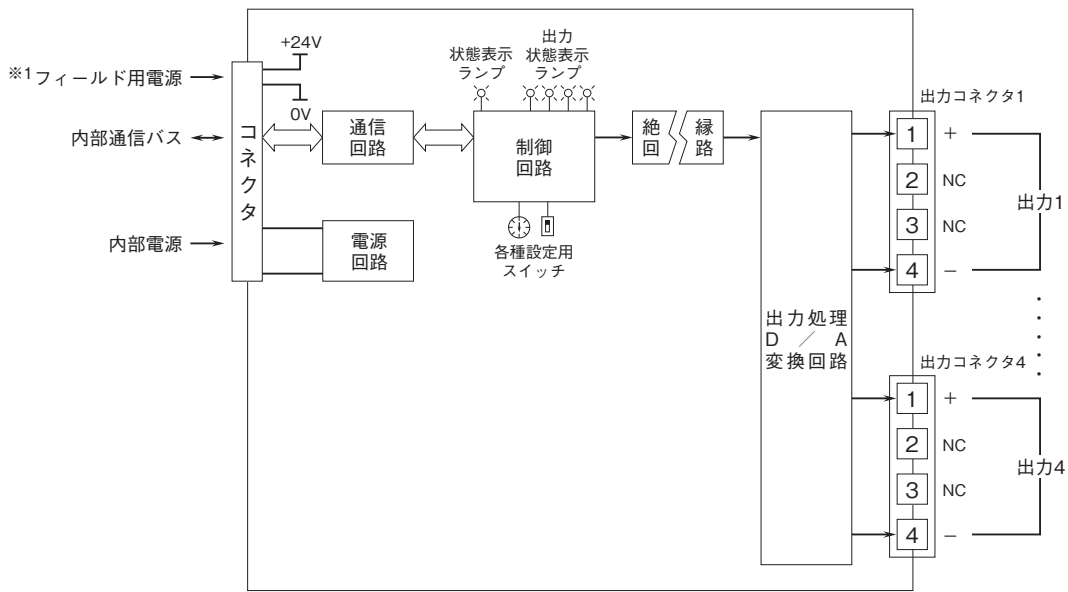 ※1フィールド用電源
内部通信バス
内部電源
コネクタ
+24V
0V
通信
回路
電源
回路
状態表示
ランプ
出力
状態表示
ランプ
制御
回路
各種設定用
スイッチ
絶縁
回路
出力処理
D/A
変換回路
出力コネクタ1
1 +
2 NC
3 NC
4 −
出力1
出力コネクタ4
1 +
2 NC
3 NC
4 −
出力4